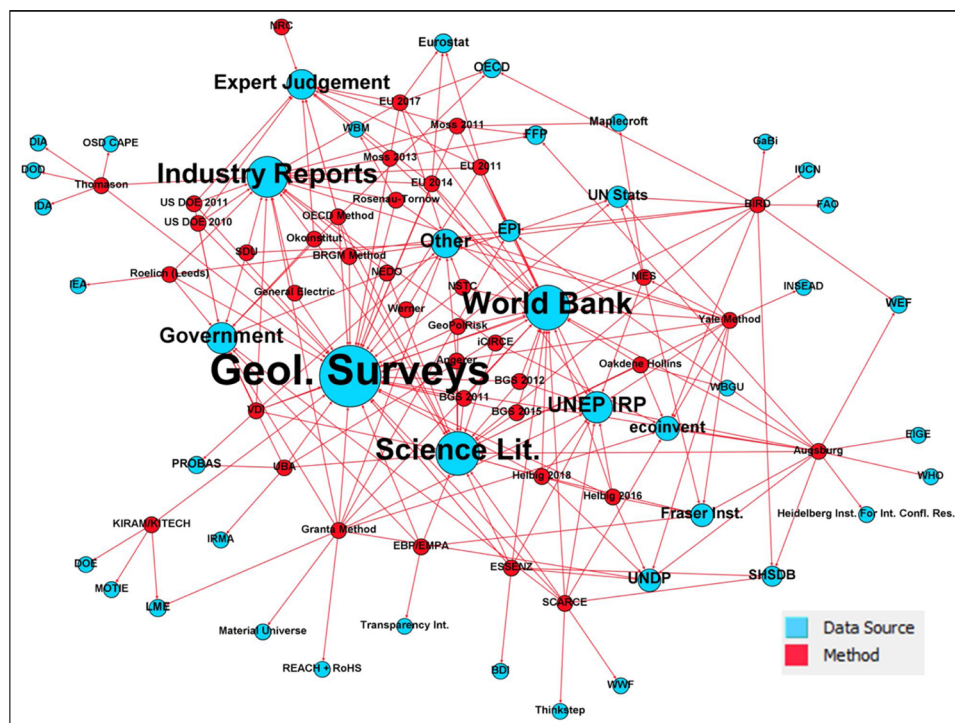 NRC
Eurostat
OECD
Expert Judgement
EU 2017
WBM
Moss 2011
FFP
Maplecroft
GaBi
DIA
OSD CAPE
DOD
Thomason
IDA
Industry Reports
Moss 2013
EU 2011
EU 2014
Rosenau-Tornow
UN Stats
IUCN
BIRD
FAO
US DOE 2011
US DOE 2010
OECD Method
Okoinstitut
Other
EPI
SDU
BRGM Method
IEA
Roelich (Leeds)
NEDO
NSTC
NIES
INSEAD
General Electric
Werner
World Bank
WEF
GeoPolRisk
Yale Method
Government
iCIRCE
Geol. Surveys
Angerer
Oakdene Hollins
BGS 2012
WBGU
BGS 2011
UNEP IRP
BGS 2015
VDI
ecoinvent
EIGE
Science Lit.
Augsburg
PROBAS
UBA
Helbig 2018
WHO
Helbig 2016
Fraser Inst.
Heidelberg Inst. For Int. Confl. Res.
KIRAM/KITECH
Granta Method
IRMA
EBP/EMPA
DOE
ESSENZ
UNDP
SHSDB
MOTIE
LME
SCARCE
Material Universe
Transparency Int.
Data Source
Method
REACH + RoHS
BDI
WWF
Thinkstep